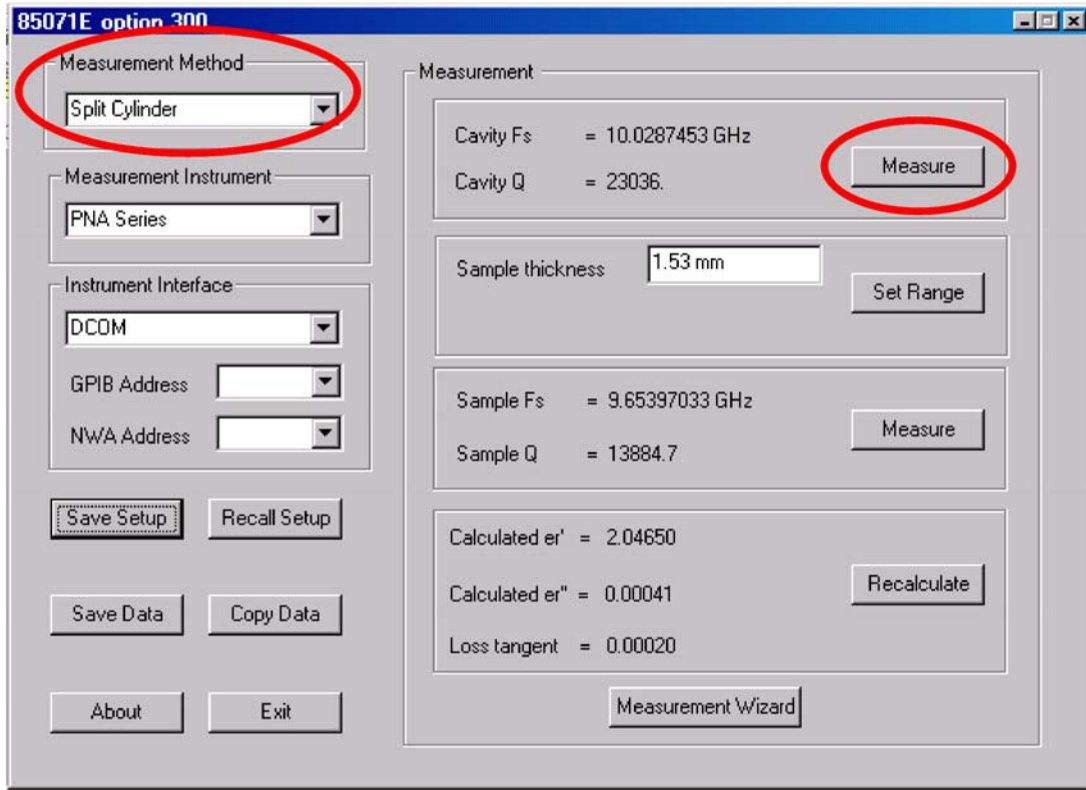 85071E option 300
Measurement Method
Split Cylinder
Measurement Instrument
PNA Series
Instrument Interface
DCOM
GPIB Address
NWA Address
Save Setup
Recall Setup
Save Data
Copy Data
About
Exit
Measurement
Cavity Fs = 10.0287453 GHz
Cavity Q = 23036.
Measure
Sample thickness 1.53 mm
Set Range
Sample Fs = 9.65397033 GHz
Sample Q = 13884.7
Measure
Calculated er' = 2.04650
Calculated er" = 0.00041
Loss tangent = 0.00020
Recalculate
Measurement Wizard